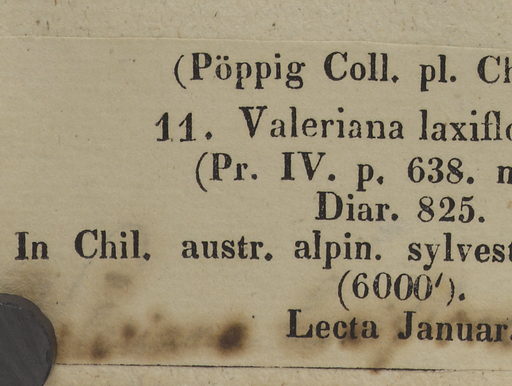 (Pöppig Coll. pl. Ch
11. Valeriana laxiflo
(Pr. IV. p. 638. n
Diar. 825.
In Chil. austr. alpin. sylvest
(6000′).
Lecta Januar.